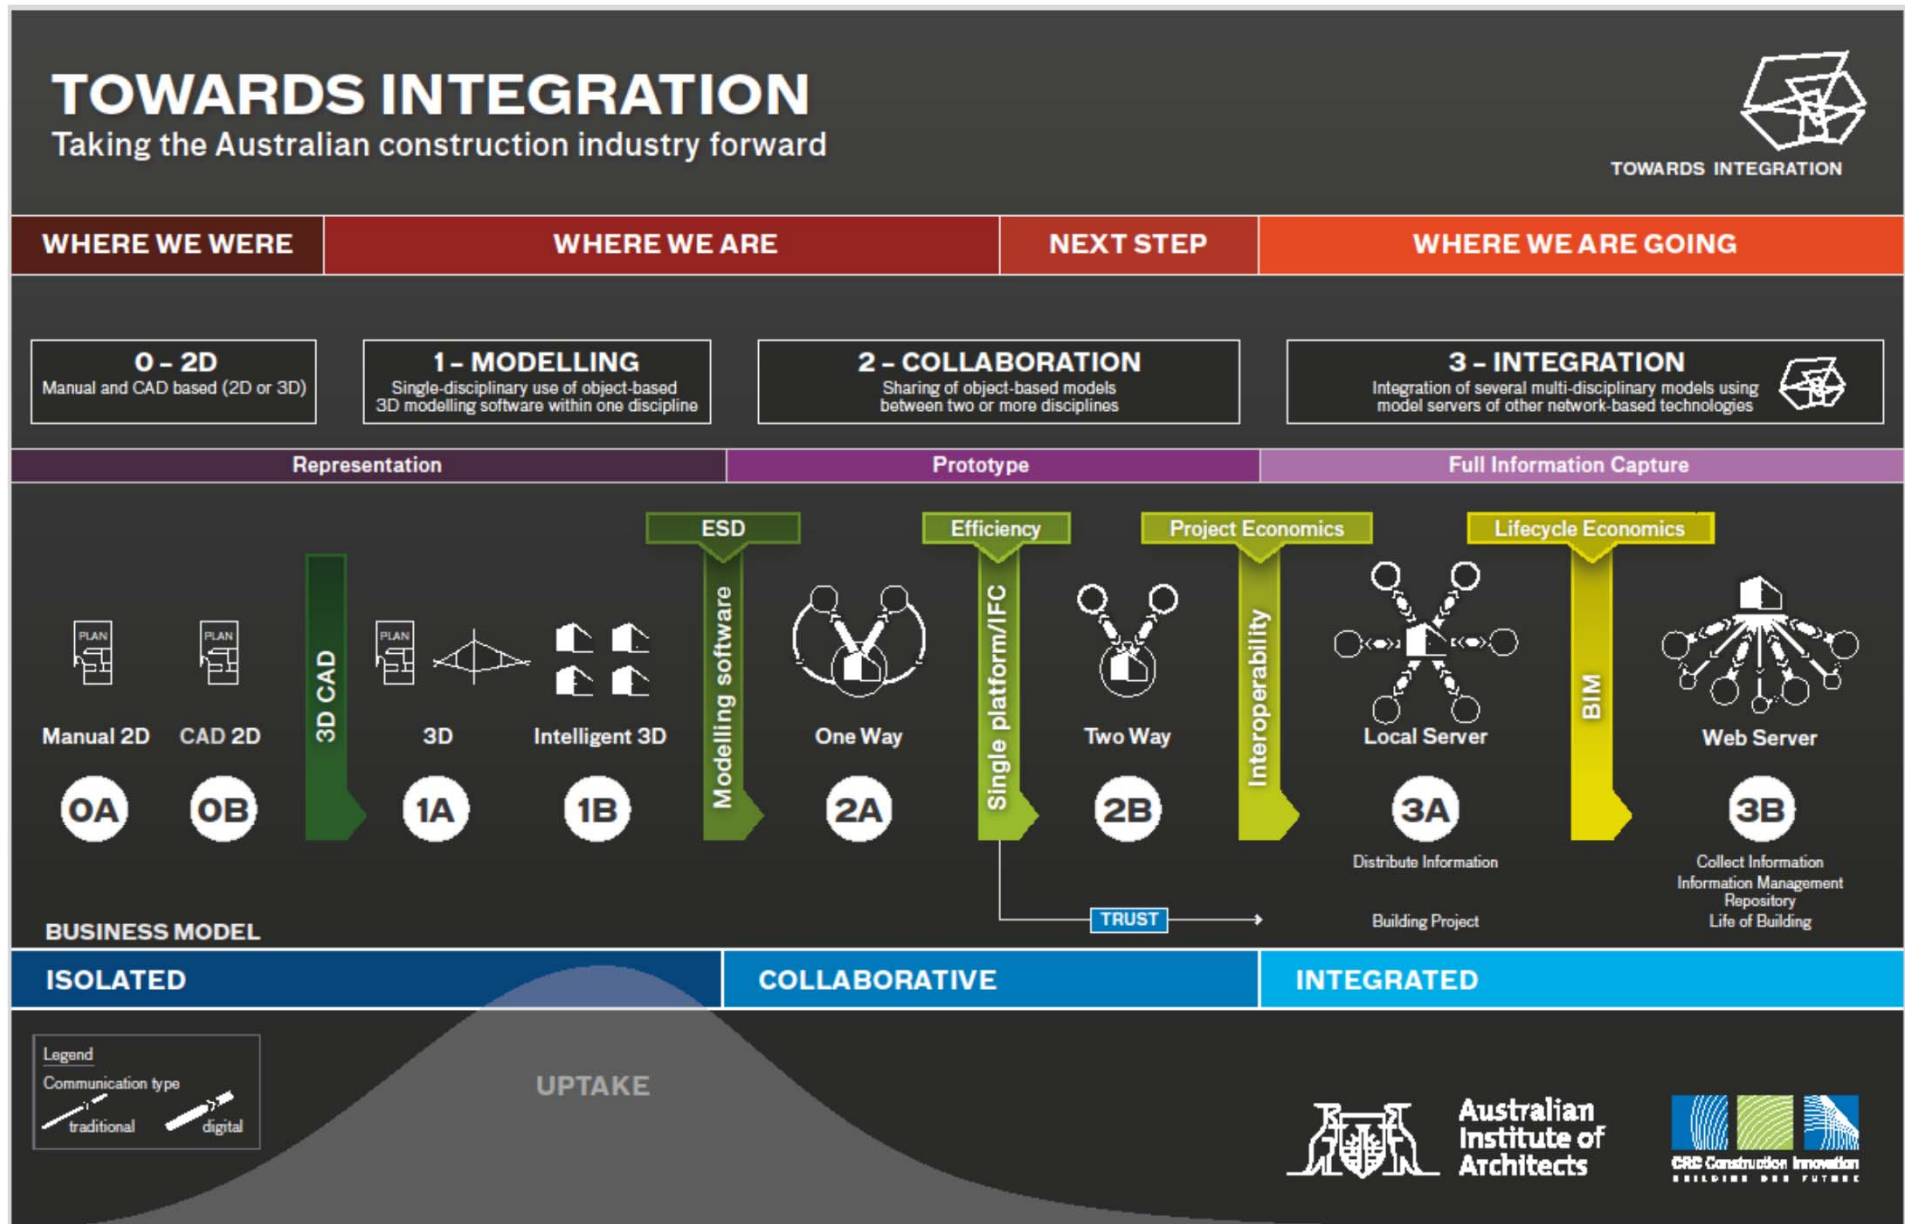 TOWARDS INTEGRATION
Taking the Australian construction industry forward
TOWARDS INTEGRATION
WHERE WE WERE
WHERE WE ARE
NEXT STEP
WHERE WE ARE GOING
0 – 2D
Manual and CAD based (2D or 3D)
1 – MODELLING
Single-disciplinary use of object-based
3D modelling software within one discipline
2 – COLLABORATION
Sharing of object-based models
between two or more disciplines
3 – INTEGRATION
Integration of several multi-disciplinary models using
model servers of other network-based technologies
Representation
Prototype
Full Information Capture
ESD
Efficiency
Project Economics
Lifecycle Economics
3D CAD
Modelling software
Single platform/IFC
Interoperability
BIM
PLAN
PLAN
PLAN
Manual 2D
CAD 2D
3D
Intelligent 3D
One Way
Two Way
Local Server
Web Server
0A
0B
1A
1B
2A
2B
3A
3B
Distribute Information
Building Project
Collect Information
Information Management
Repository
Life of Building
TRUST
BUSINESS MODEL
ISOLATED
COLLABORATIVE
INTEGRATED
Legend
Communication type
traditional
digital
UPTAKE
Australian
Institute of
Architects
CRC Construction Innovation
BUILDING OUR FUTURE